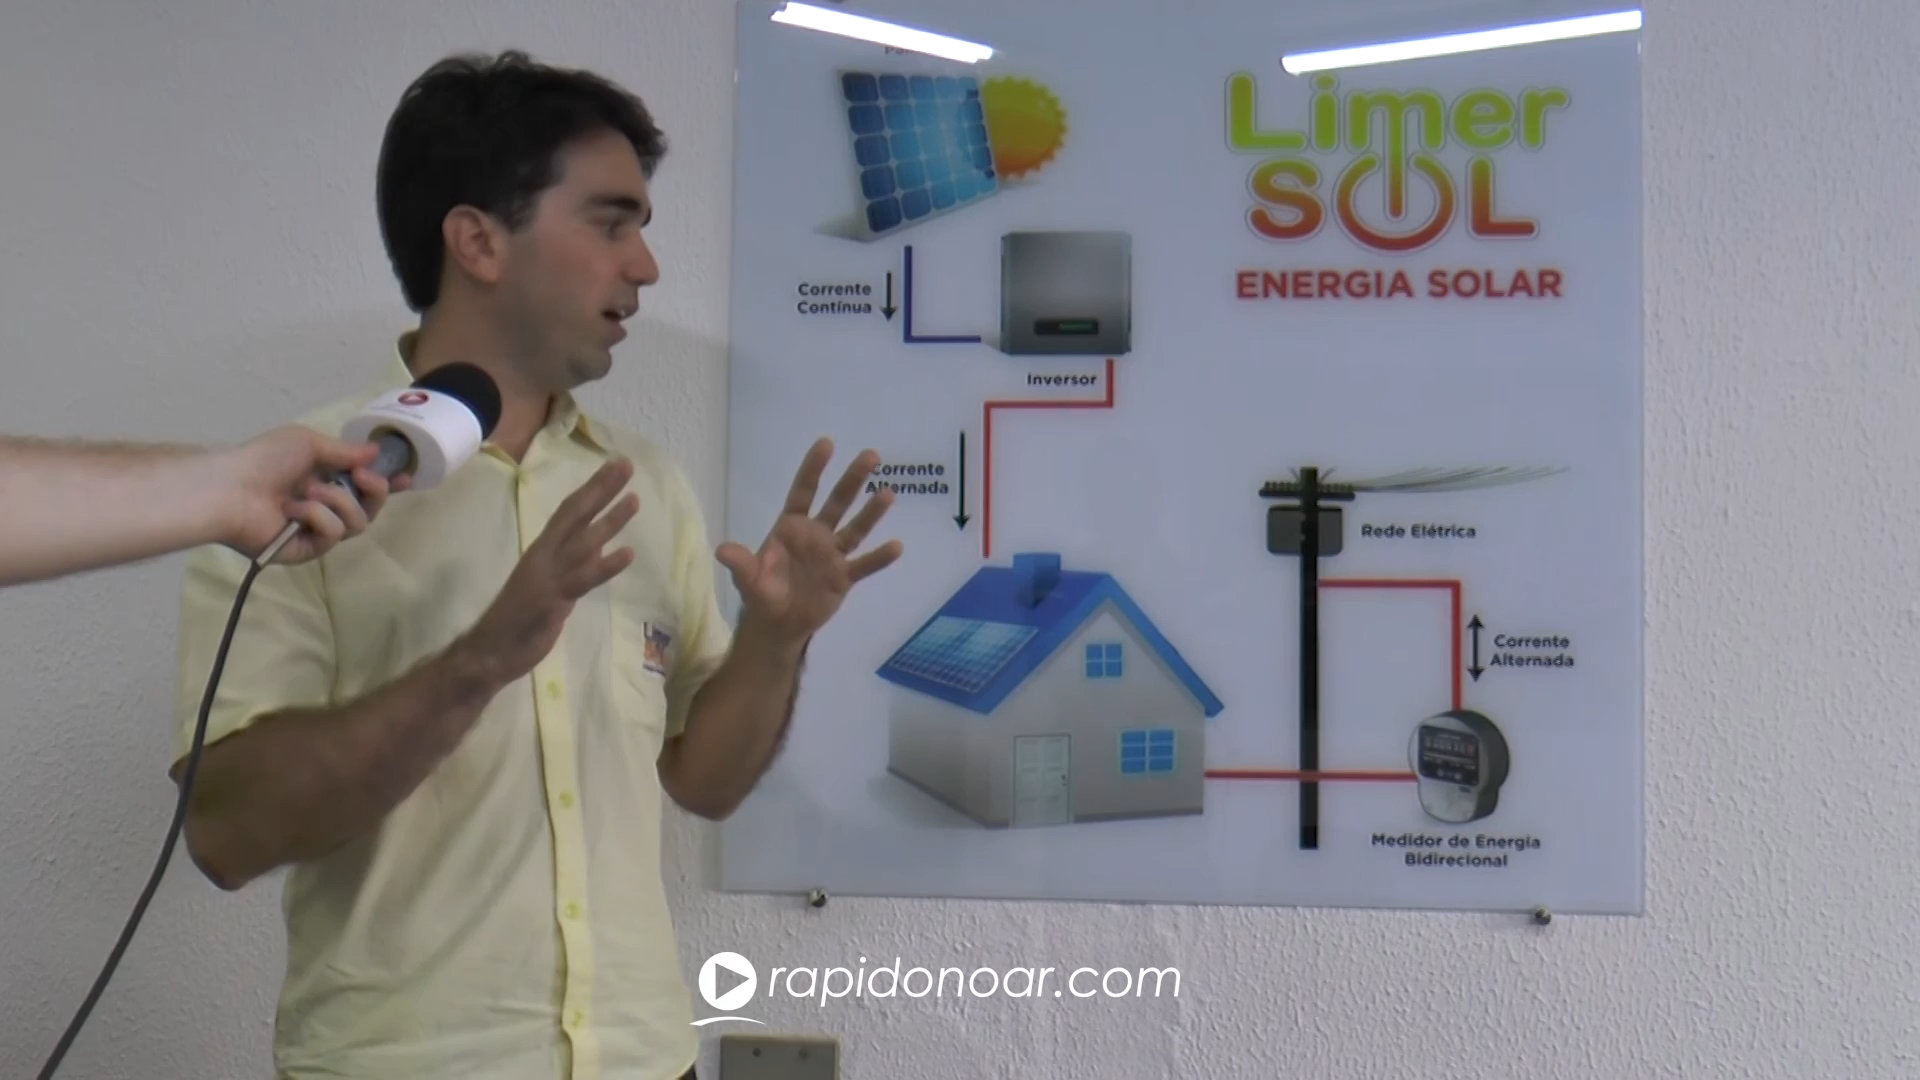 Limer
SOL
ENERGIA SOLAR
Corrente
Contínua
Inversor
Corrente
Alternada
Rede Elétrica
Corrente
Alternada
Medidor de Energia
Bidirecional
rapidonoar.com